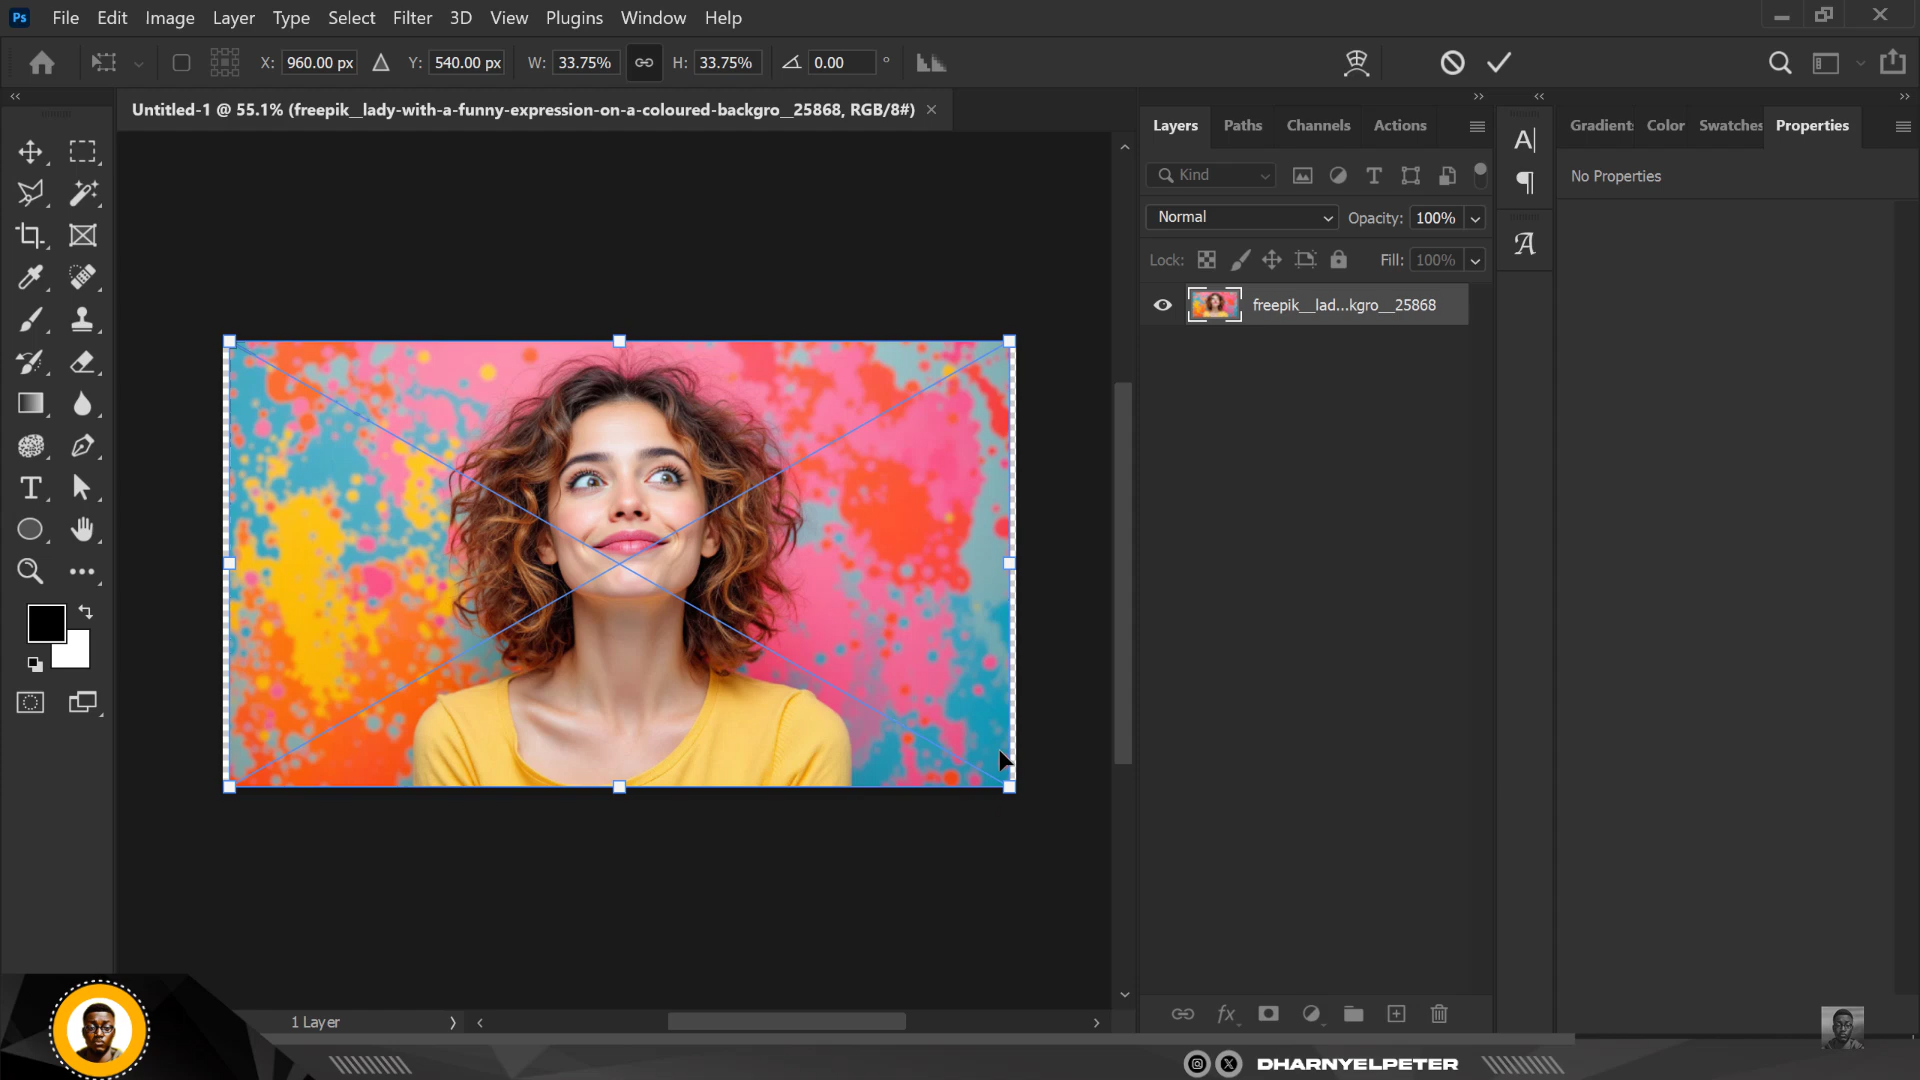 Ps File Edit Image Layer Type Select Filter 3D View Plugins Window Help
X: 960.00 px Y: 540.00 px W: 33.75% H: 33.75% 0.00 °
Untitled-1 @ 55.1% (freepik__lady-with-a-funny-expression-on-a-coloured-backgro__25868, RGB/8#) ×
Layers Paths Channels Actions
Gradient Color Swatches Properties
Kind
No Properties
Normal Opacity: 100%
Lock: Fill: 100%
freepik__lad...kgro__25868
1 Layer
fx
DHARNYELPETER